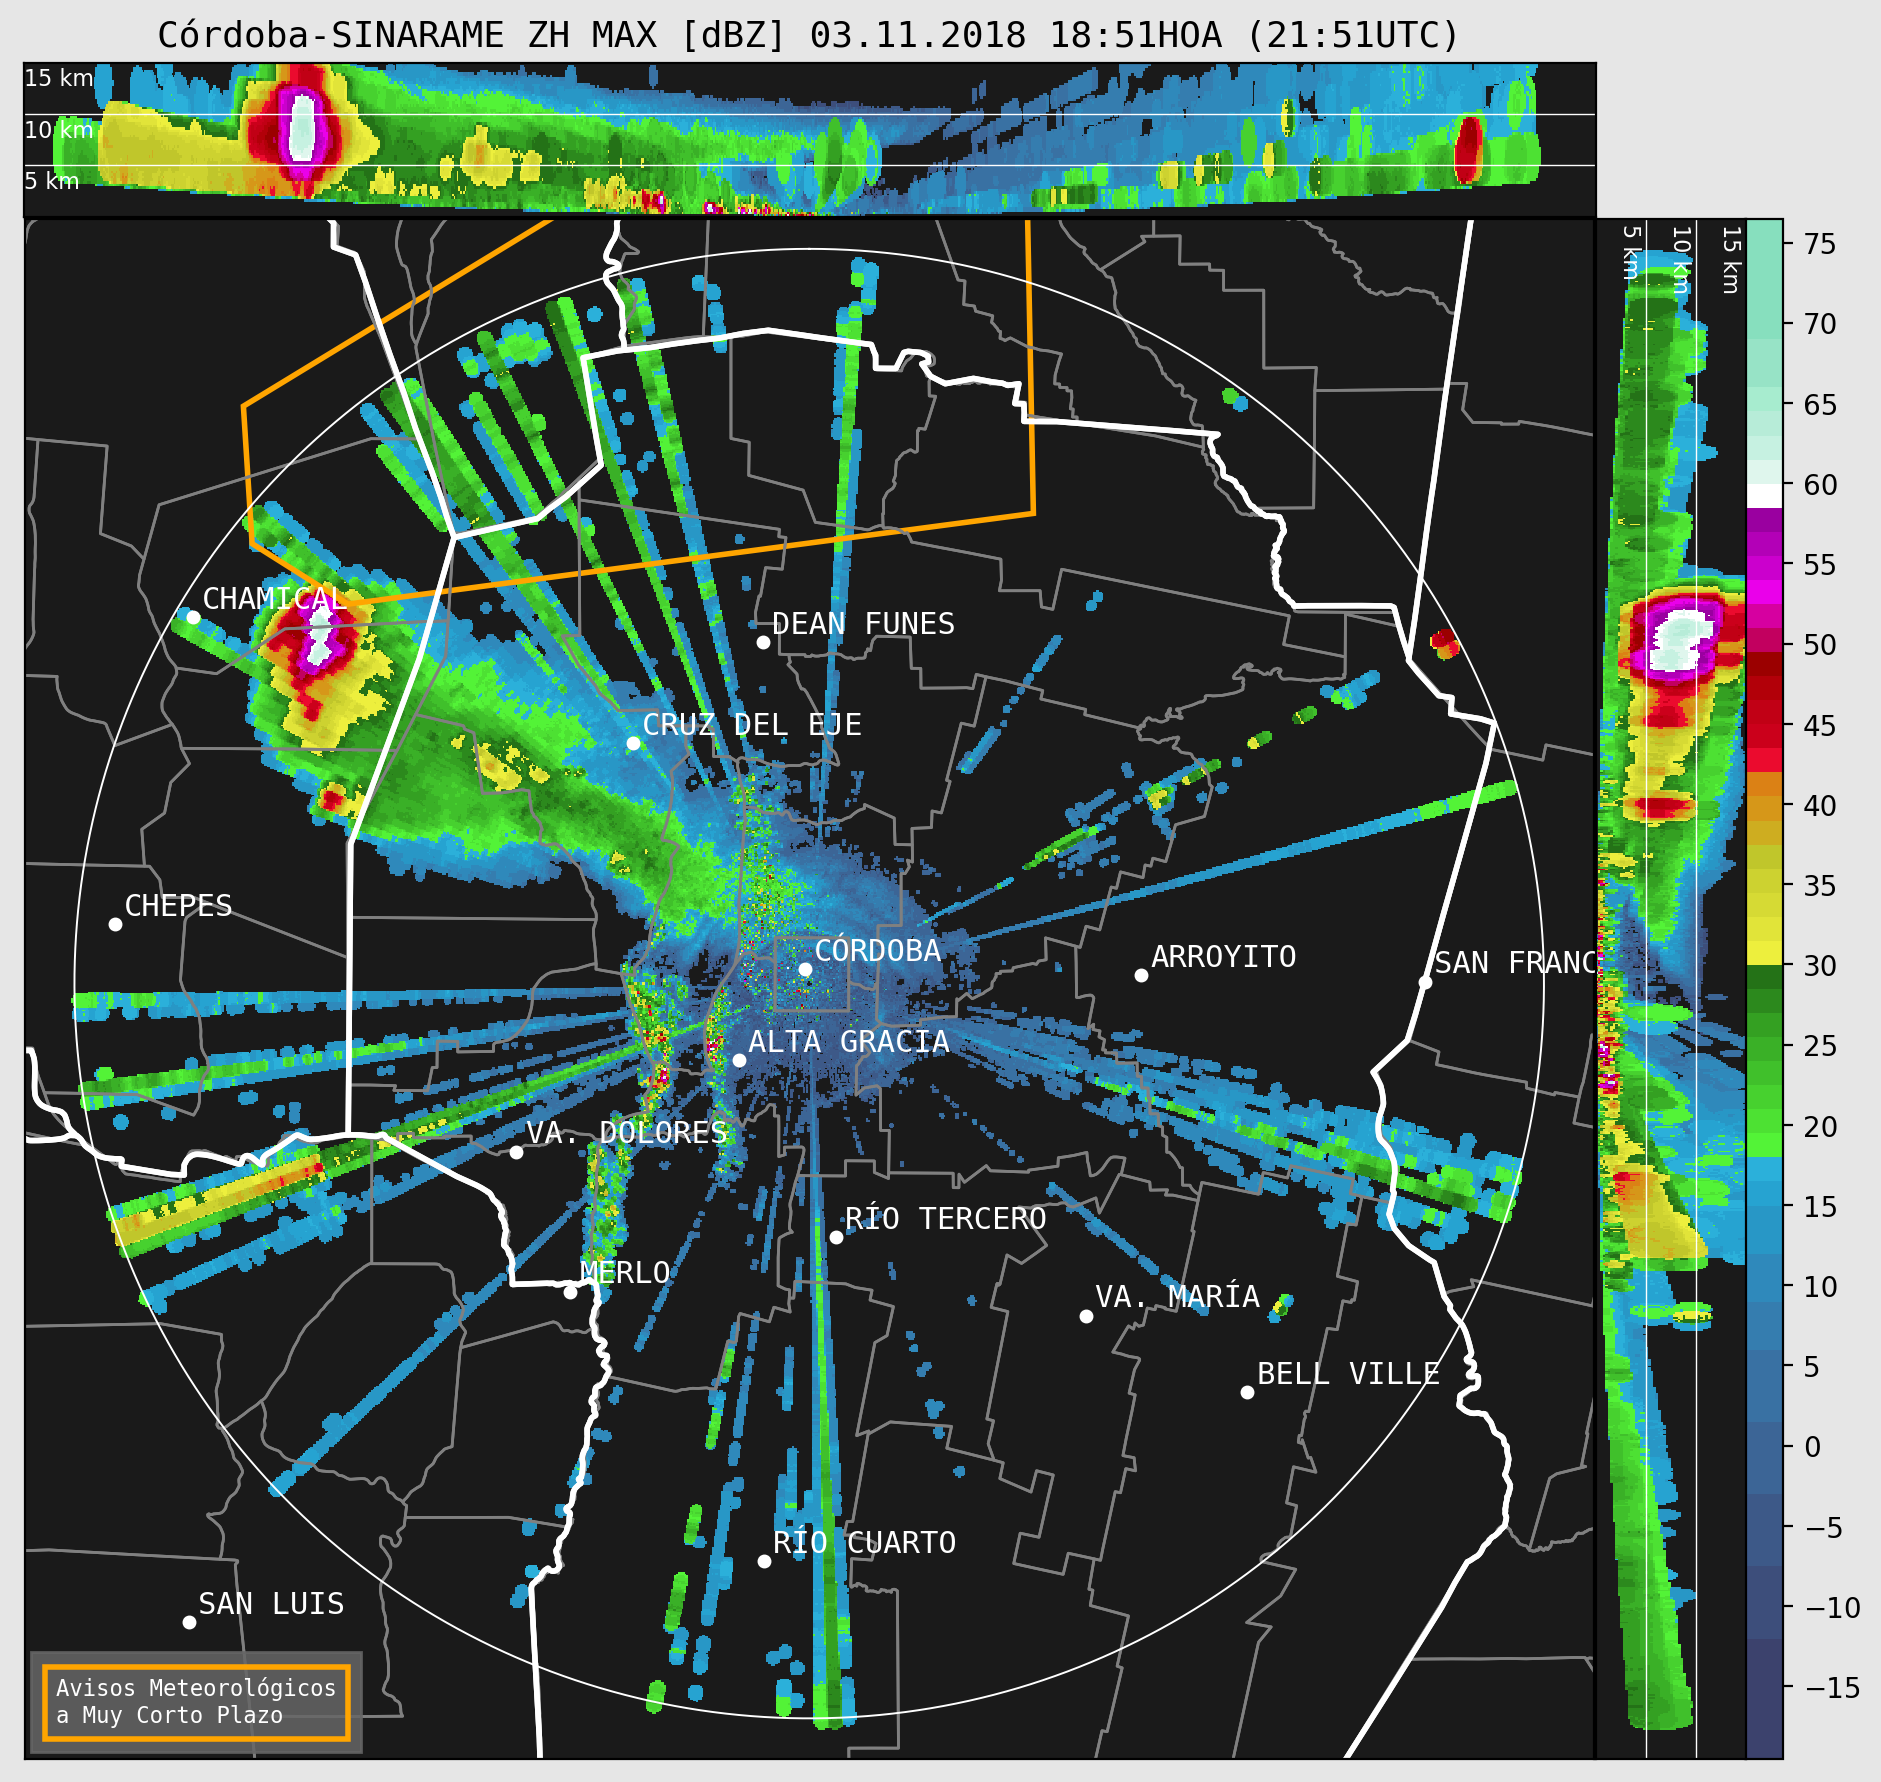 Córdoba-SINARAME ZH MAX [dBZ] 03.11.2018 18:51HOA (21:51UTC)
15 km
10 km
5 km
5 km
10 km
15 km
75
70
65
60
55
50
45
40
35
30
25
20
15
10
5
0
−5
−10
−15
CHAMICAL
DEAN FUNES
CRUZ DEL EJE
CHEPES
CÓRDOBA
ARROYITO
SAN FRANC
ALTA GRACIA
VA. DOLORES
RÍO TERCERO
MERLO
VA. MARÍA
BELL VILLE
RÍO CUARTO
SAN LUIS
Avisos Meteorológicos
a Muy Corto Plazo